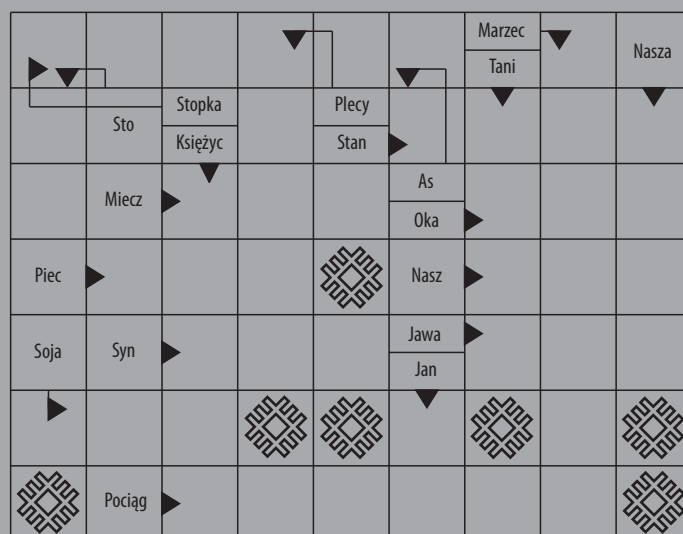 Marzec
Tani
Nasza
Sto
Stopka
Księżyc
Plecy
Stan
Miecz
As
Oka
Piec
Nasz
Soja
Syn
Jawa
Jan
Pociąg